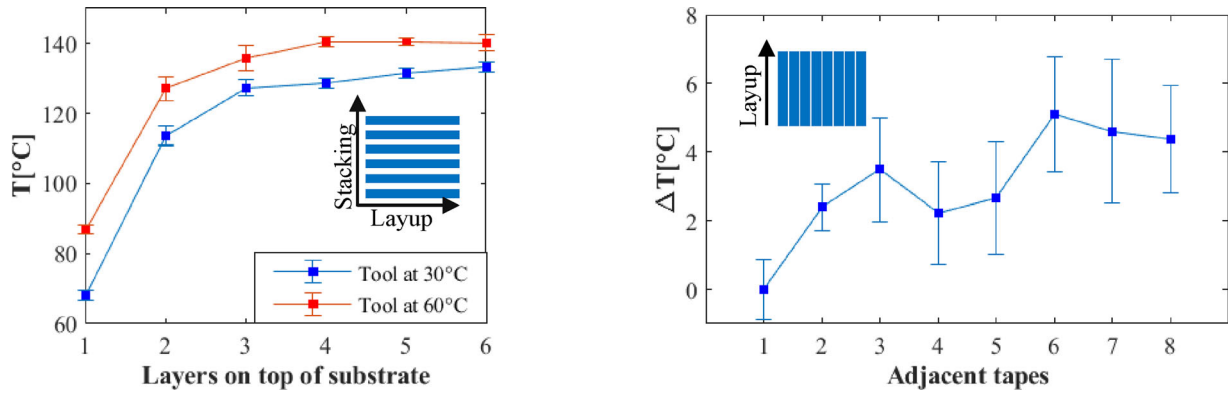 T[°C]
140
120
100
80
60
Stacking
Layup
Tool at 30°C
Tool at 60°C
1 2 3 4 5 6
Layers on top of substrate
ΔT[°C]
8
6
4
2
0
Layup
1 2 3 4 5 6 7 8
Adjacent tapes